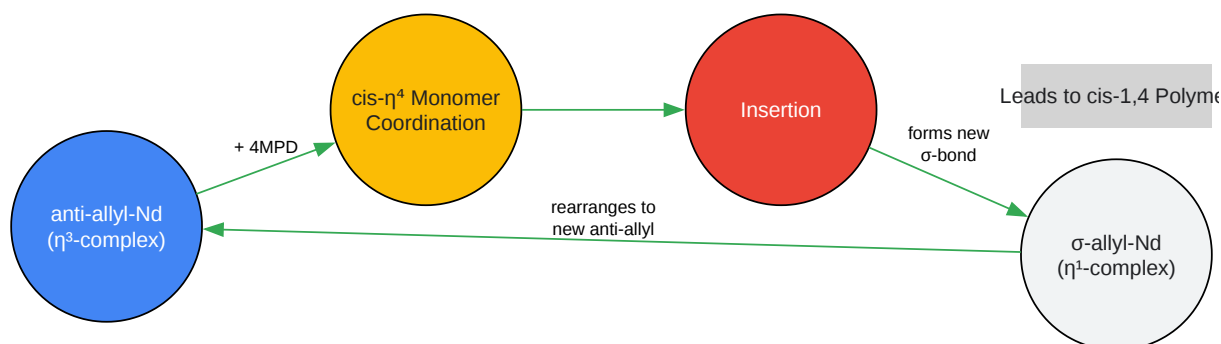 cis-η⁴ Monomer
Coordination
Insertion
Leads to cis-1,4 Polyme
+ 4MPD
forms new
σ-bond
anti-allyl-Nd
(η³-complex)
rearranges to
new anti-allyl
σ-allyl-Nd
(η¹-complex)